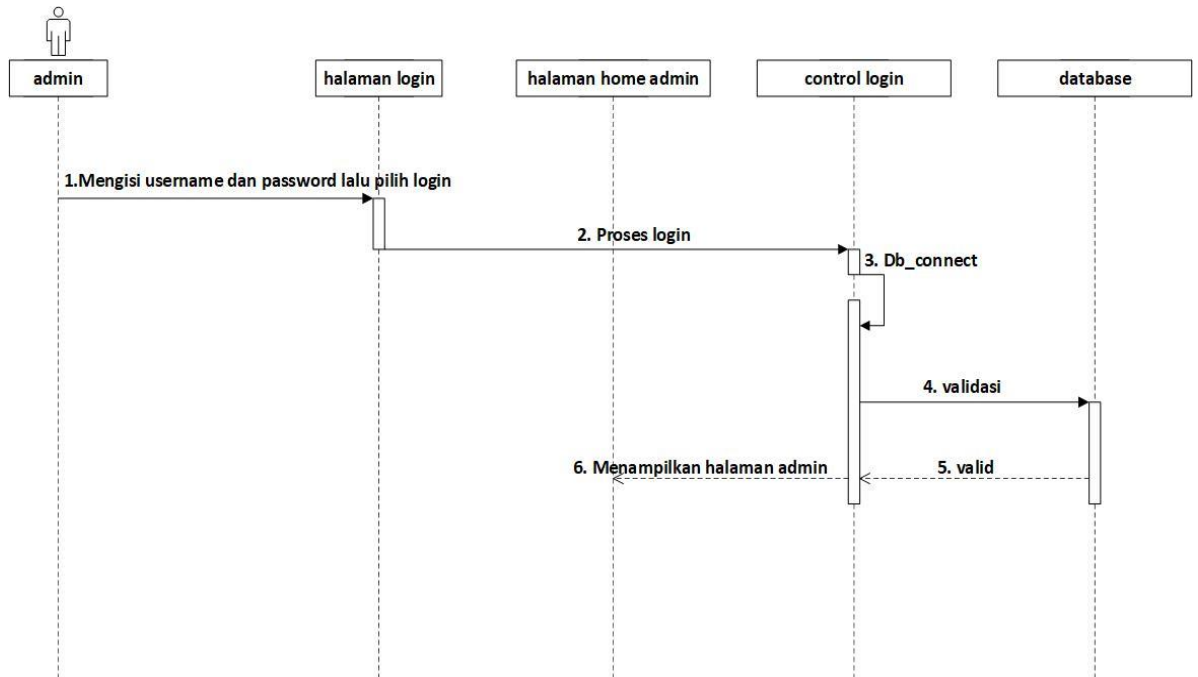 admin
halaman login
halaman home admin
control login
database
1.Mengisi username dan password lalu pilih login
2. Proses login
3. Db_connect
4. validasi
5. valid
6. Menampilkan halaman admin